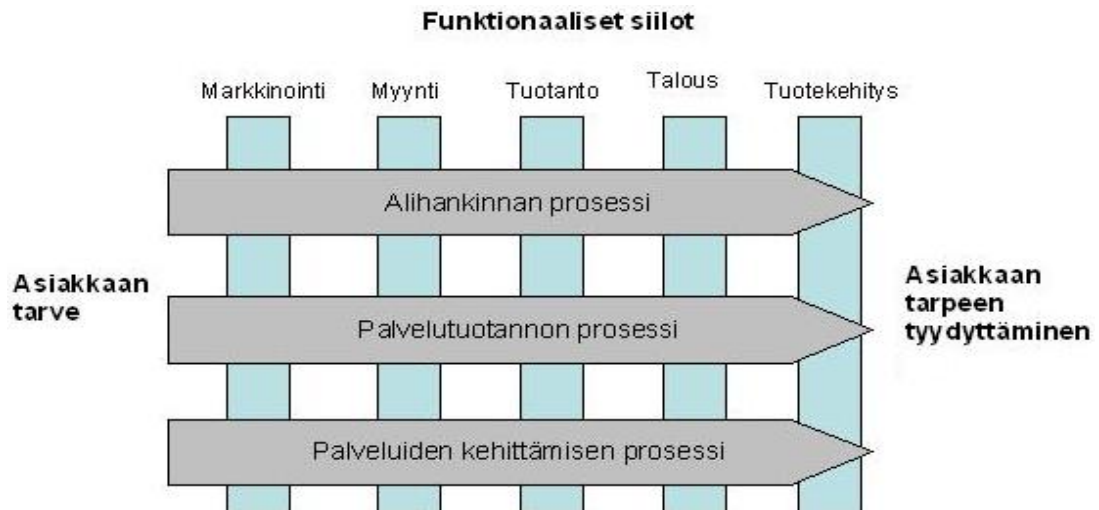 Funktionaaliset siilot
Markkinointi
Myynti
Tuotanto
Talous
Tuotekehitys
Alihankinnan prosessi
Asiakkaan
tarve
Palvelutuotannon prosessi
Asiakkaan
tarpeen
tyydyttäminen
Palveluiden kehittämisen prosessi